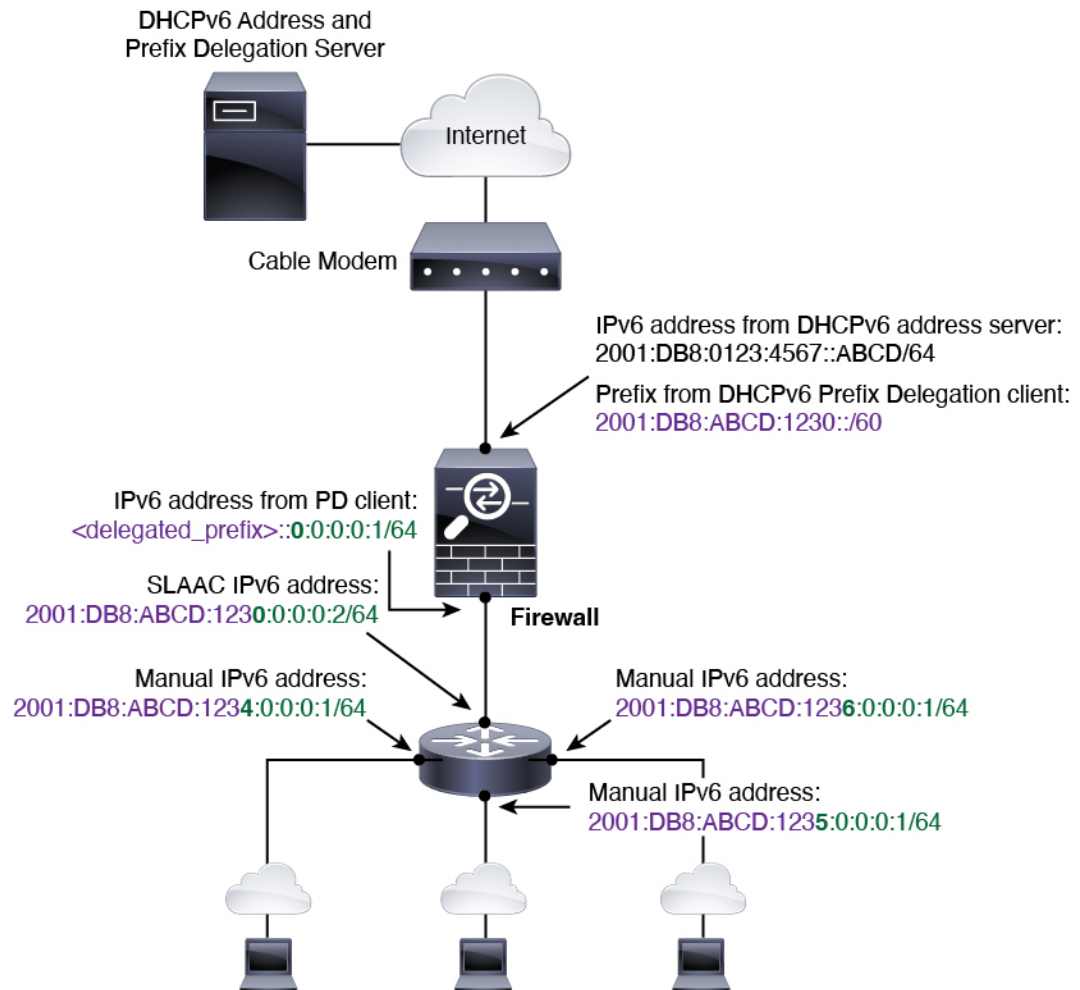 DHCPv6 Address and
Prefix Delegation Server
Internet
Cable Modem
IPv6 address from DHCPv6 address server:
2001:DB8:0123:4567::ABCD/64
Prefix from DHCPv6 Prefix Delegation client:
2001:DB8:ABCD:1230::/60
IPv6 address from PD client:
<delegated_prefix>::0:0:0:0:1/64
SLAAC IPv6 address:
2001:DB8:ABCD:1230:0:0:0:2/64
Firewall
Manual IPv6 address:
2001:DB8:ABCD:1234:0:0:0:1/64
Manual IPv6 address:
2001:DB8:ABCD:1236:0:0:0:1/64
Manual IPv6 address:
2001:DB8:ABCD:1235:0:0:0:1/64